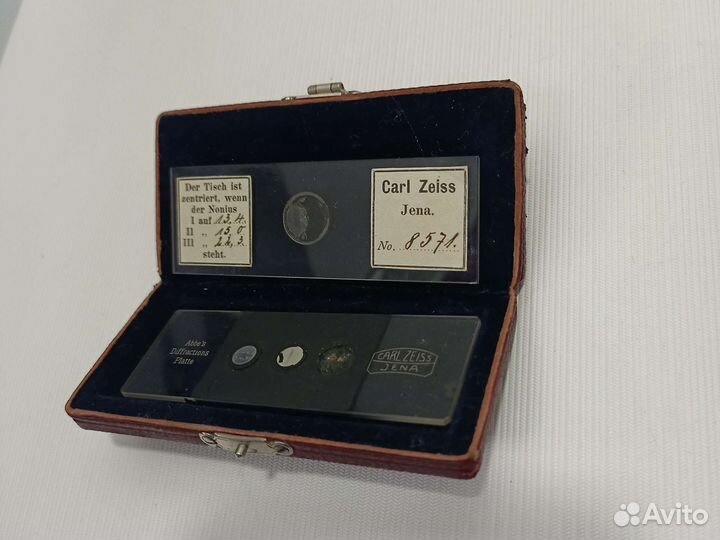 Der Tisch ist
zentriert, wenn
der Nonius
I auf 13.4.
II „ 15.0
III „ 22.3.
steht.
Carl Zeiss
Jena.
No. 8571.
Abbe's
Diffractions
Platte
CARL ZEISS
JENA
Avito